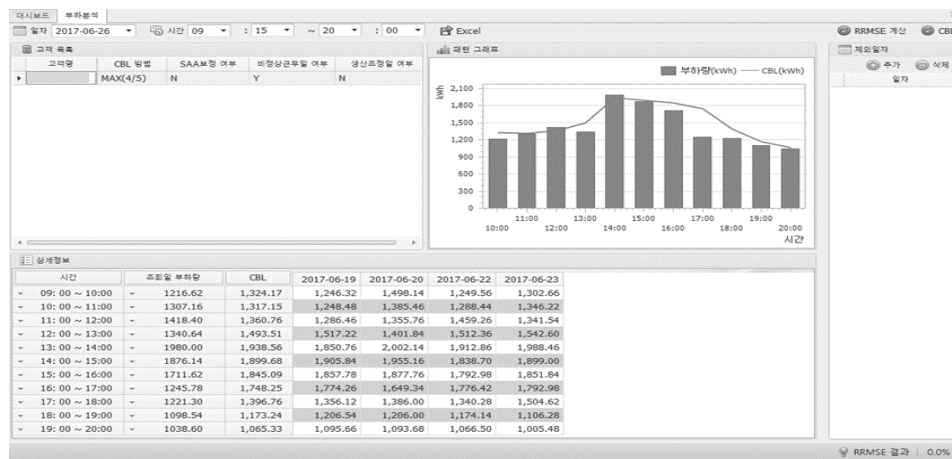 대시보드 부하분석
일자 2017-06-26 시간 09 : 15 ~ 20 : 00 Excel RRMSE 계산 CBL
고객 목록
고객명 CBL 방법 SAA보정 여부 비정상근무일 여부 생산조정일 여부
MAX(4/5) N Y N
패턴 그래프
부하량(kWh) CBL(kWh)
kWh
2,100
1,800
1,500
1,200
900
600
300
0
11:00 13:00 15:00 17:00 19:00
10:00 12:00 14:00 16:00 18:00 20:00
시간
제외일자
추가 삭제
일자
상세정보
시간 조회일 부하량 CBL 2017-06-19 2017-06-20 2017-06-22 2017-06-23
09: 00 ~ 10:00 1216.62 1,324.17 1,246.32 1,498.14 1,249.56 1,302.66
10: 00 ~ 11:00 1307.16 1,317.15 1,248.48 1,385.46 1,288.44 1,346.22
11: 00 ~ 12:00 1418.40 1,360.76 1,286.46 1,355.76 1,459.26 1,341.54
12: 00 ~ 13:00 1340.64 1,493.51 1,517.22 1,401.84 1,512.36 1,542.60
13: 00 ~ 14:00 1980.00 1,938.56 1,850.76 2,002.14 1,912.86 1,988.46
14: 00 ~ 15:00 1876.14 1,899.68 1,905.84 1,955.16 1,838.70 1,899.00
15: 00 ~ 16:00 1711.62 1,845.09 1,857.78 1,877.76 1,792.98 1,851.84
16: 00 ~ 17:00 1245.78 1,748.25 1,774.26 1,649.34 1,776.42 1,792.98
17: 00 ~ 18:00 1221.30 1,396.76 1,356.12 1,386.00 1,340.28 1,504.62
18: 00 ~ 19:00 1098.54 1,173.24 1,206.54 1,206.00 1,174.14 1,106.28
19: 00 ~ 20:00 1038.60 1,065.33 1,095.66 1,093.68 1,066.50 1,005.48
RRMSE 결과 0.0%